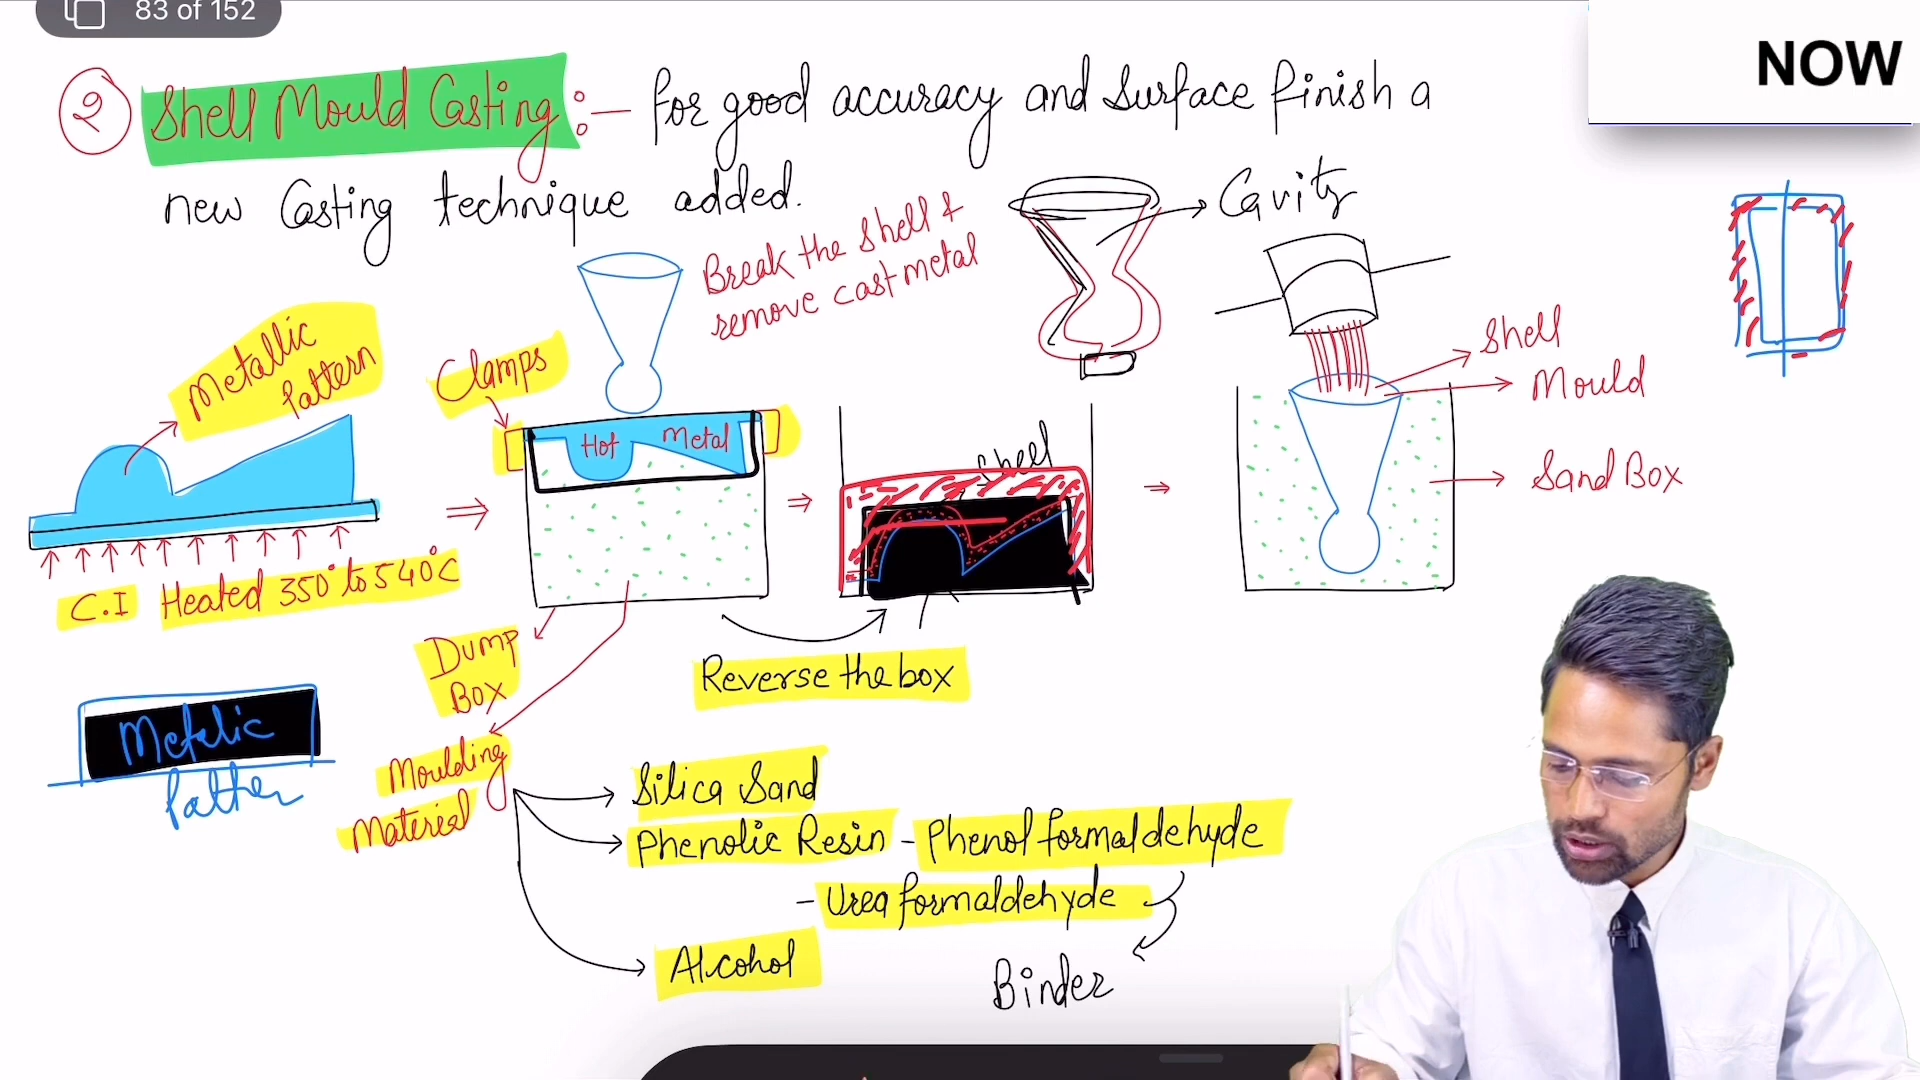 83 of 152
NOW
2 Shell Mould Casting :- for good accuracy and surface finish a
new Casting technique added.
Break the shell &
remove cast metal
Cavity
Metallic
Pattern
Clamps
Hot Metal
Shell
Shell
Mould
Sand Box
C.I Heated 350° to 540°C
Dump
Box
Reverse the box
Metalic
Moulding
Material
Silica Sand
Phenolic Resin - Phenol formaldehyde
- Urea formaldehyde
Alcohol
Binder